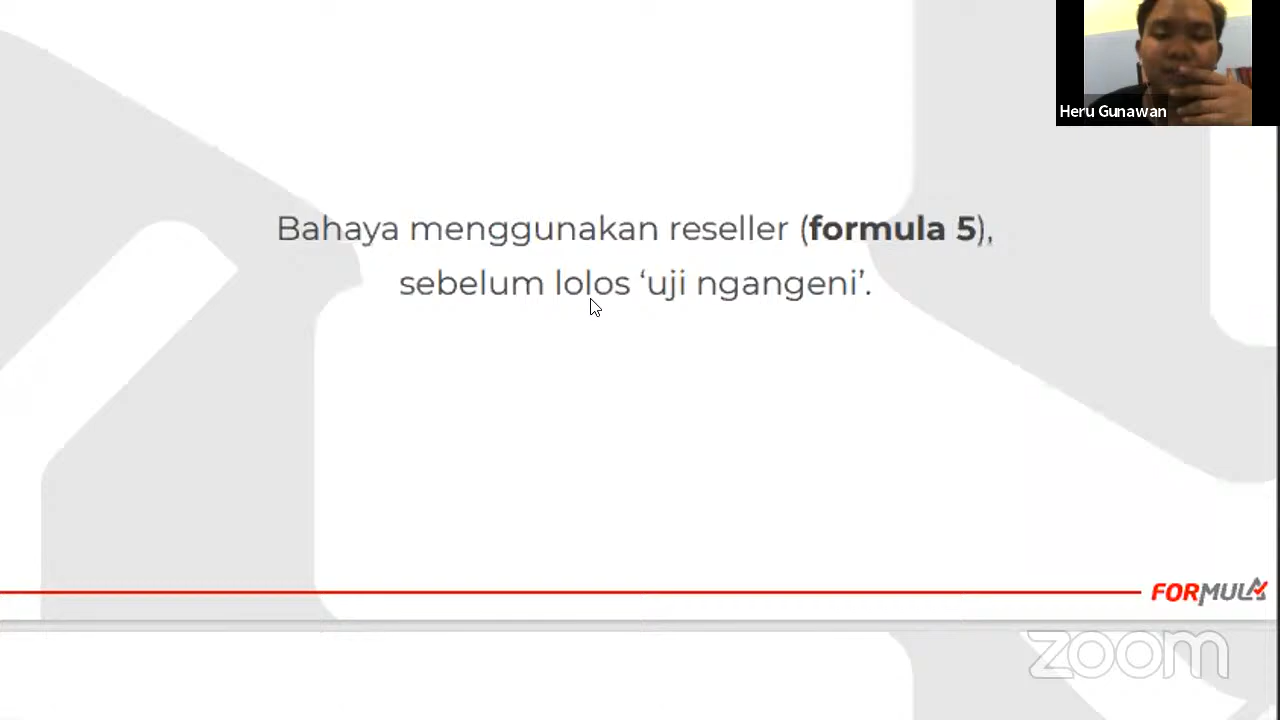 Heru Gunawan
Bahaya menggunakan reseller (formula 5),
sebelum lolos ‘uji ngangeni’.
FORMULA
zoom